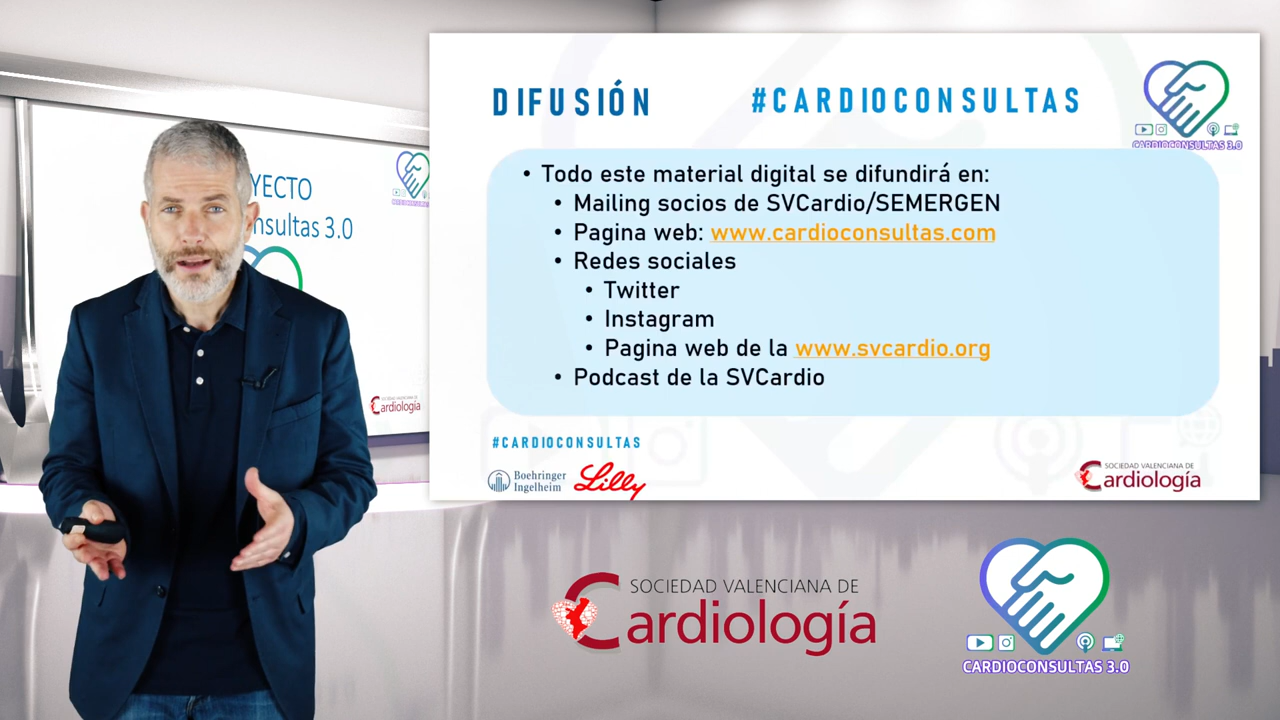 DIFUSIÓN
#CARDIOCONSULTAS
CARDIOCONSULTAS 3.0
• Todo este material digital se difundirá en:
• Mailing socios de SVCardio/SEMERGEN
• Pagina web: www.cardioconsultas.com
• Redes sociales
• Twitter
• Instagram
• Pagina web de la www.svcardio.org
• Podcast de la SVCardio
#CARDIOCONSULTAS
Boehringer
Ingelheim
Lilly
SOCIEDAD VALENCIANA DE
Cardiología
YECTO
nsultas 3.0
SOCIEDAD VALENCIANA DE
Cardiología
SOCIEDAD VALENCIANA DE
Cardiología
CARDIOCONSULTAS 3.0